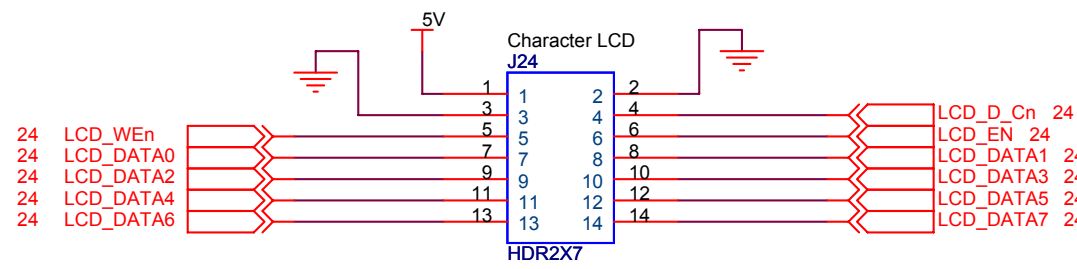 5V
Character LCD
J24
1 1 2 2
3 3 4 4 LCD_D_Cn 24
24 LCD_WEn 5 5 6 6 LCD_EN 24
24 LCD_DATA0 7 7 8 8 LCD_DATA1 24
24 LCD_DATA2 9 9 10 10 LCD_DATA3 24
24 LCD_DATA4 11 11 12 12 LCD_DATA5 24
24 LCD_DATA6 13 13 14 14 LCD_DATA7 24
HDR2X7